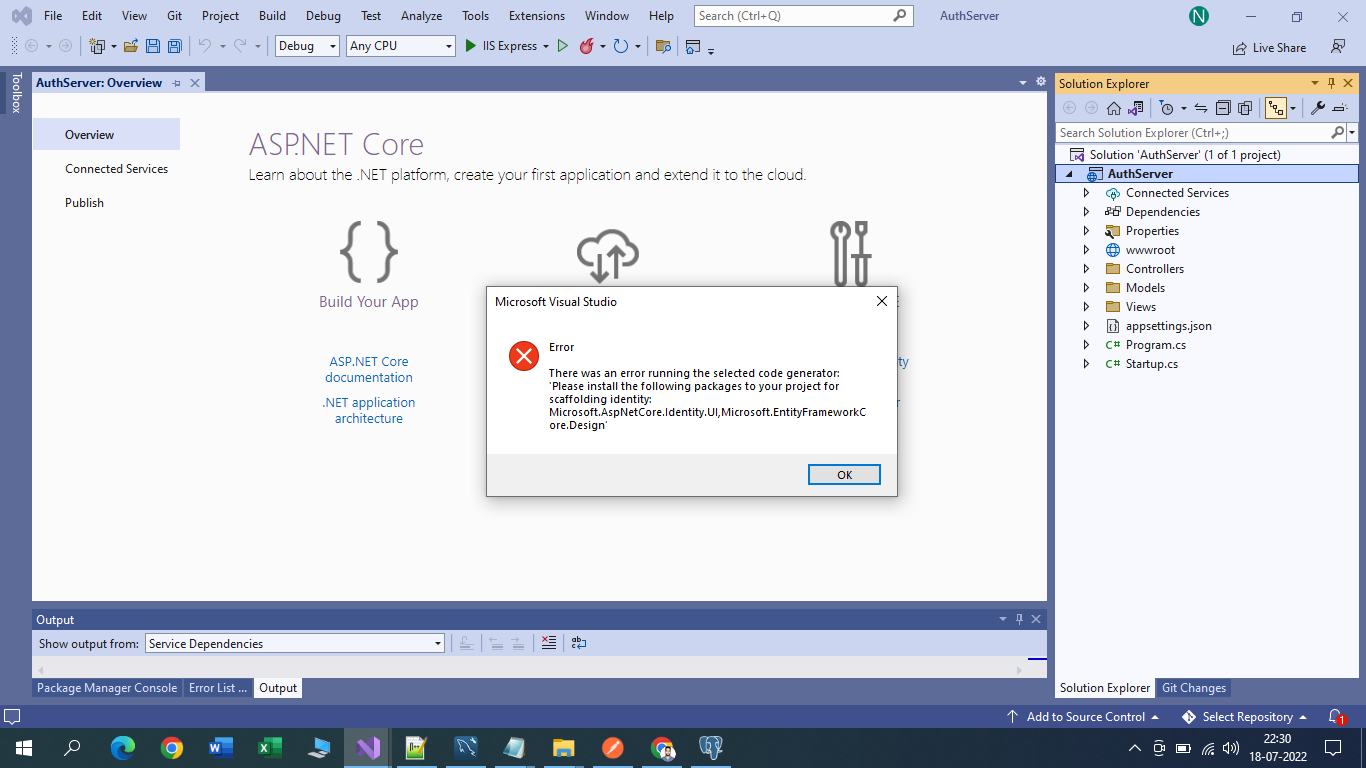 File Edit View Git Project Build Debug Test Analyze Tools Extensions Window Help Search (Ctrl+Q) AuthServer N
Debug Any CPU IIS Express Live Share
Toolbox
AuthServer: Overview
Overview
Connected Services
Publish
ASP.NET Core
Learn about the .NET platform, create your first application and extend it to the cloud.
Build Your App
ASP.NET Core
documentation
.NET application
architecture
Microsoft Visual Studio
Error
There was an error running the selected code generator:
'Please install the following packages to your project for
scaffolding identity:
Microsoft.AspNetCore.Identity.UI,Microsoft.EntityFrameworkC
ore.Design'
OK
Solution Explorer
Search Solution Explorer (Ctrl+;)
Solution 'AuthServer' (1 of 1 project)
AuthServer
Connected Services
Dependencies
Properties
wwwroot
Controllers
Models
Views
appsettings.json
C# Program.cs
C# Startup.cs
Output
Show output from: Service Dependencies
Package Manager Console Error List ... Output
Solution Explorer Git Changes
Add to Source Control Select Repository 1
22:30
18-07-2022